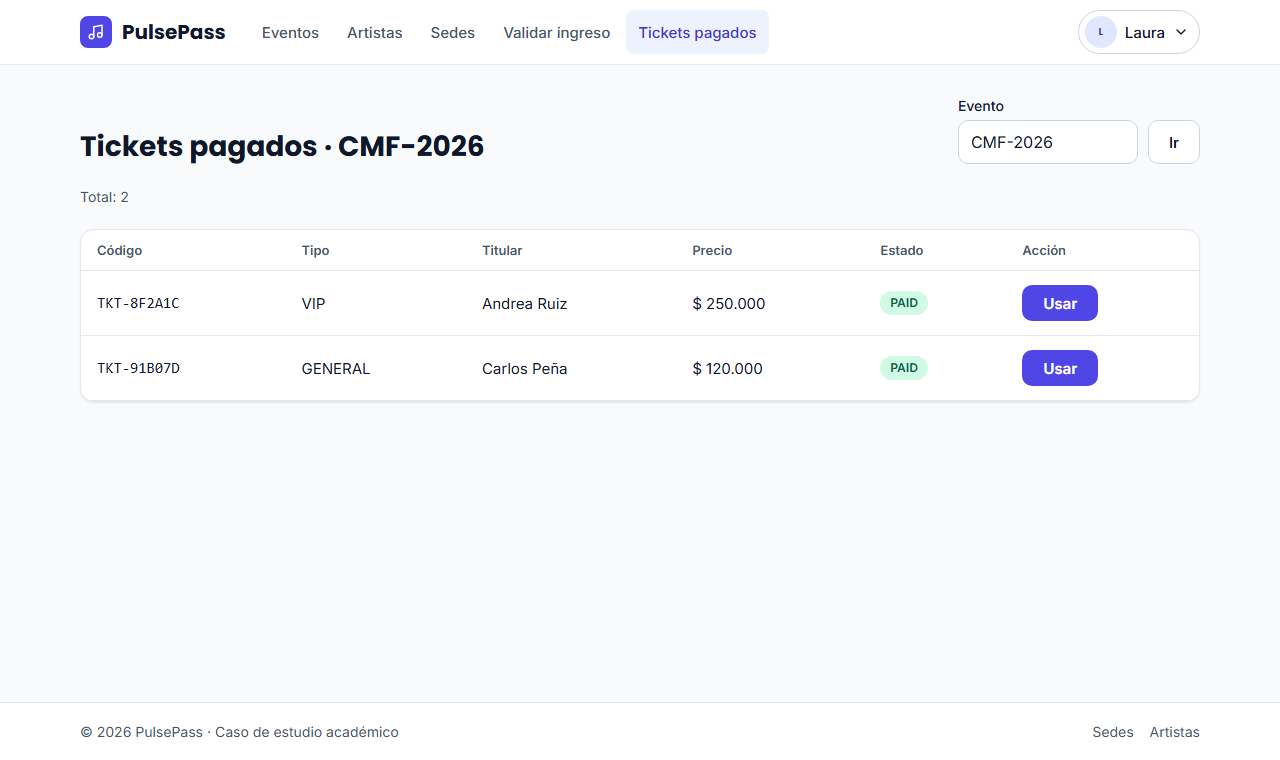 PulsePass Eventos Artistas Sedes Validar ingreso Tickets pagados L Laura
Evento
Tickets pagados · CMF-2026 CMF-2026 Ir
Total: 2
Código Tipo Titular Precio Estado Acción
TKT-8F2A1C VIP Andrea Ruiz $ 250.000 PAID Usar
TKT-91B07D GENERAL Carlos Peña $ 120.000 PAID Usar
© 2026 PulsePass · Caso de estudio académico Sedes Artistas